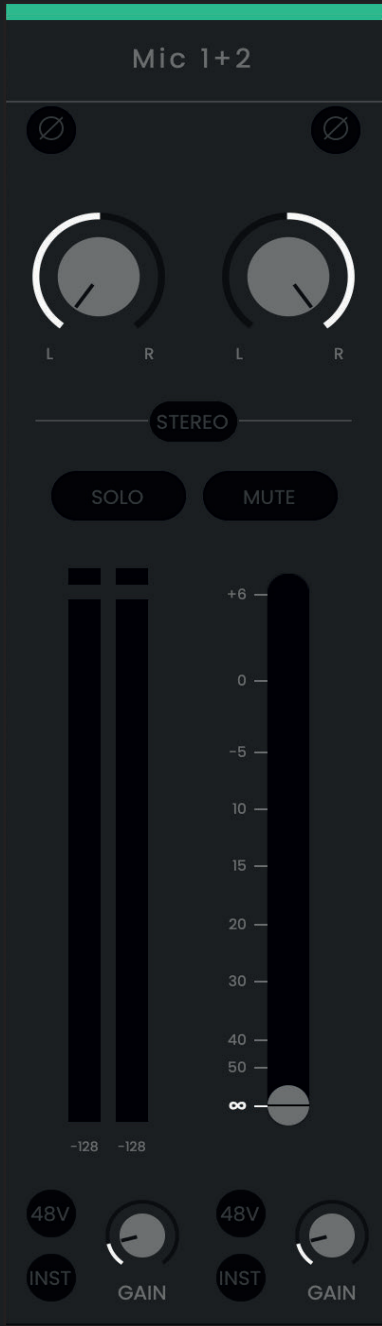 Mic 1+2
Ø Ø
L R L R
STEREO
SOLO MUTE
+6
0
-5
10
15
20
30
40
50
∞
-128 -128
48V 48V
INST INST
GAIN GAIN